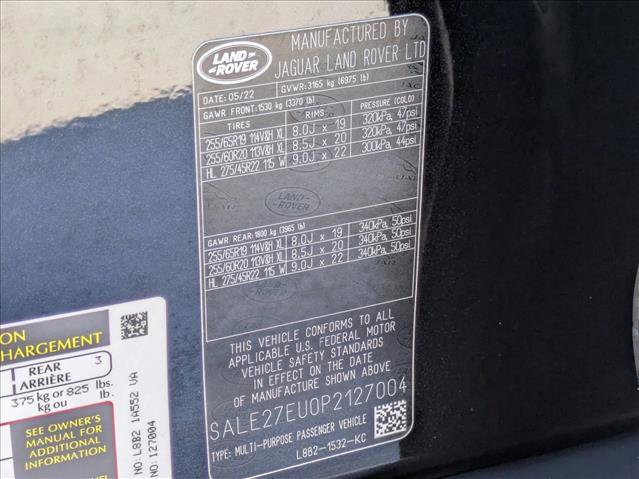 LAND ROVER
MANUFACTURED BY
JAGUAR LAND ROVER LTD
DATE: 05/22 GVWR: 3165 kg (6975 lb)
GAWR FRONT: 1530 kg (3370 lb)
TIRES RIMS PRESSURE (COLD)
255/65R19 114V&H XL 8.0J x 19 320kPa, 47psi
255/60R20 113V&H XL 8.5J x 20 320kPa, 47psi
HL 275/45R22 115 W 9.0J x 22 300kPa, 44psi
LAND ROVER
GAWR REAR: 1800 kg (3965 lb)
255/65R19 114V&H XL 8.0J x 19 340kPa, 50psi
255/60R20 113V&H XL 8.5J x 20 340kPa, 50psi
HL 275/45R22 115 W 9.0J x 22 340kPa, 50psi
THIS VEHICLE CONFORMS TO ALL
APPLICABLE U.S. FEDERAL MOTOR
VEHICLE SAFETY STANDARDS
IN EFFECT ON THE DATE
OF MANUFACTURE SHOWN ABOVE.
SALE27EU0P2127004
TYPE: MULTI-PURPOSE PASSENGER VEHICLE
L8B2-1532-KC
ION
CHARGEMENT
REAR 3
ARRIÈRE
375 kg or 825 lbs.
kg ou lb.
SEE OWNER'S
MANUAL FOR
ADDITIONAL
INFORMATION
NO: L8B2 1A552 VA
NO: 127004